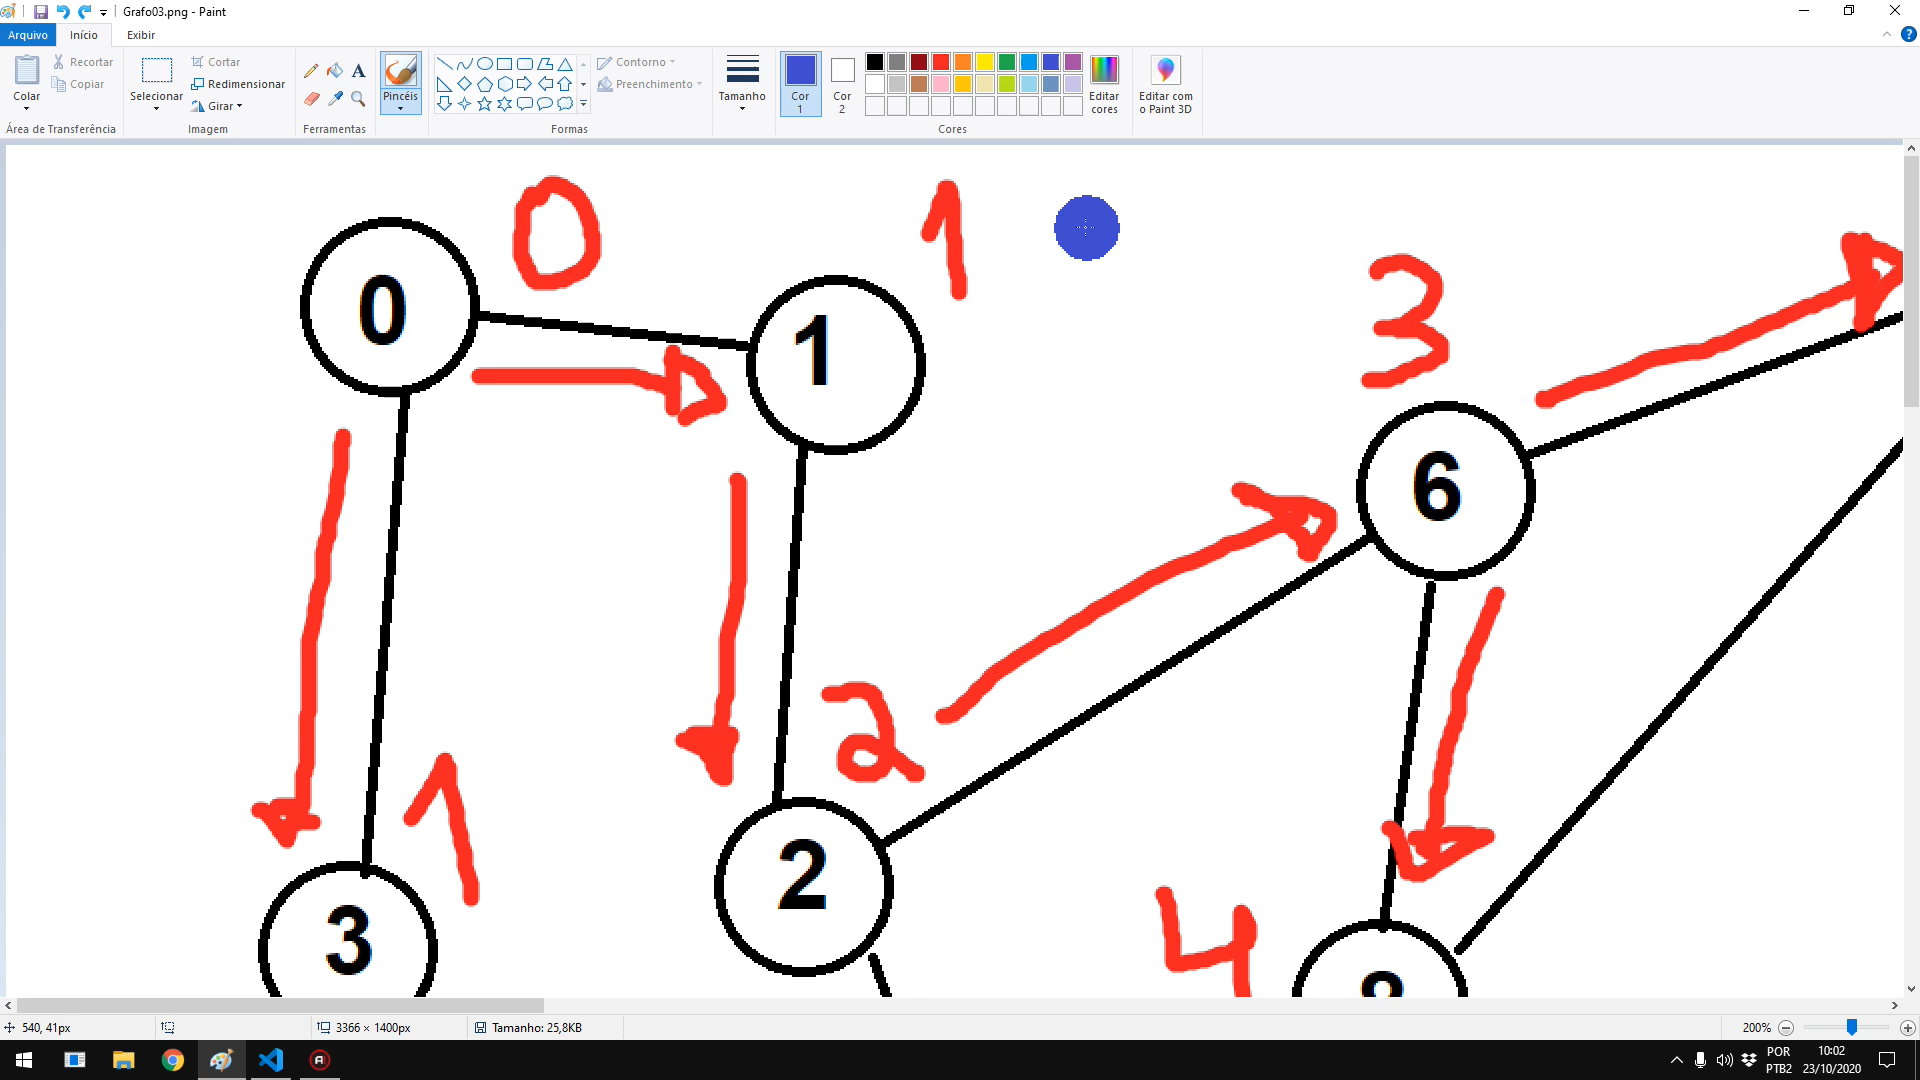 Grafo03.png - Paint
Arquivo Início Exibir
Colar
Recortar
Copiar
Área de Transferência
Selecionar
Cortar
Redimensionar
Girar
Imagem
A
Ferramentas
Pincéis
Contorno
Preenchimento
Formas
Tamanho
Cor 1
Cor 2
Editar cores
Cores
Editar com o Paint 3D
0 1
0
1
3
6
2
1
2
3
4
540, 41px
3366 × 1400px
Tamanho: 25,8KB
200%
POR
PTB2
10:02
23/10/2020